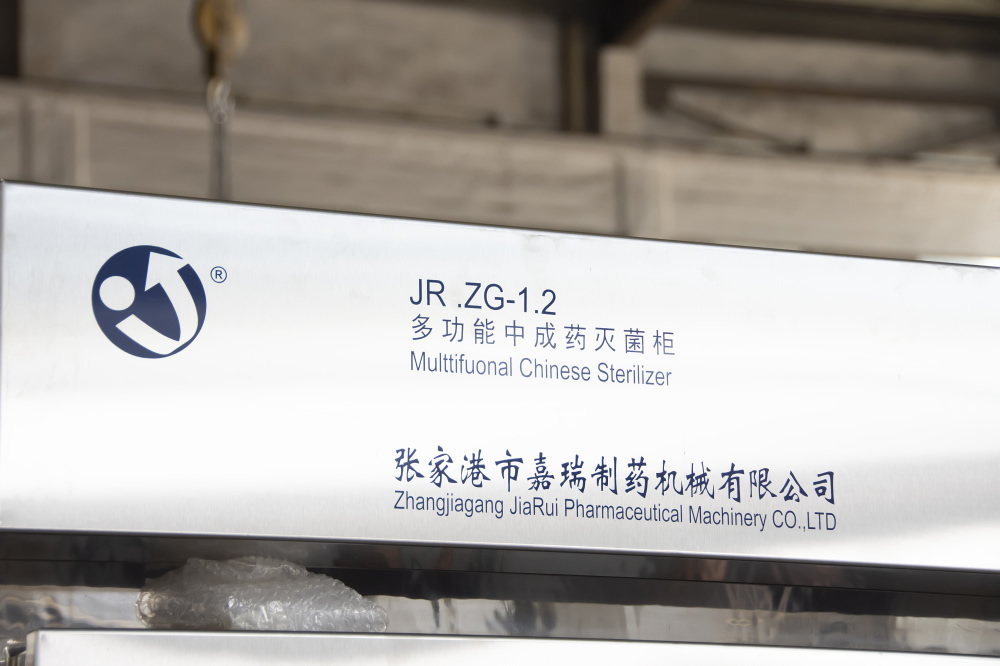 ®
JR .ZG-1.2
多功能中成药灭菌柜
Multtifuonal Chinese Sterilizer
张家港市嘉瑞制药机械有限公司
Zhangjiagang JiaRui Pharmaceutical Machinery CO.,LTD